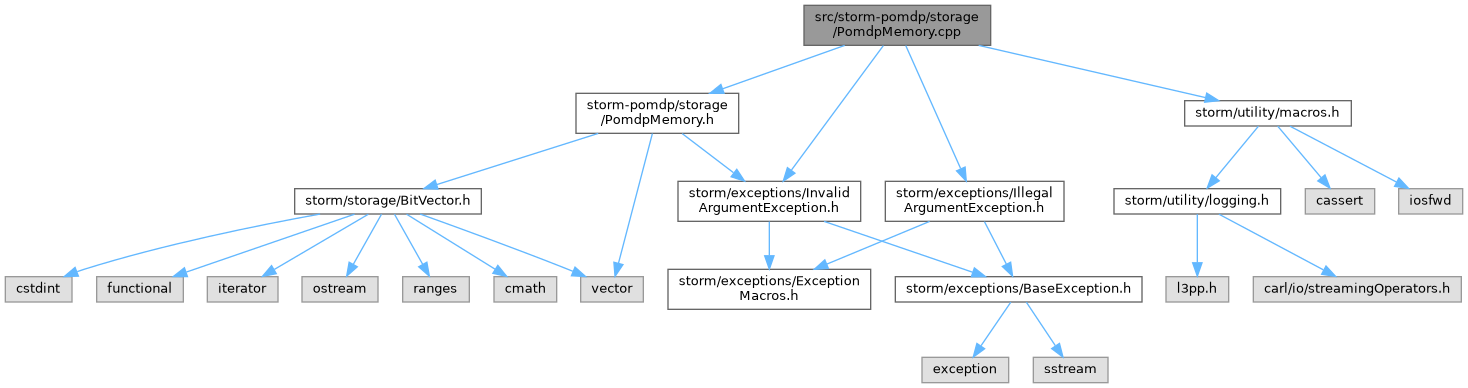 src/storm-pomdp/storage
/PomdpMemory.cpp
storm-pomdp/storage
/PomdpMemory.h
storm/utility/macros.h
storm/storage/BitVector.h
storm/exceptions/Invalid
ArgumentException.h
storm/exceptions/Illegal
ArgumentException.h
storm/utility/logging.h
cassert
iosfwd
cstdint
functional
iterator
ostream
ranges
cmath
vector
storm/exceptions/Exception
Macros.h
storm/exceptions/BaseException.h
l3pp.h
carl/io/streamingOperators.h
exception
sstream